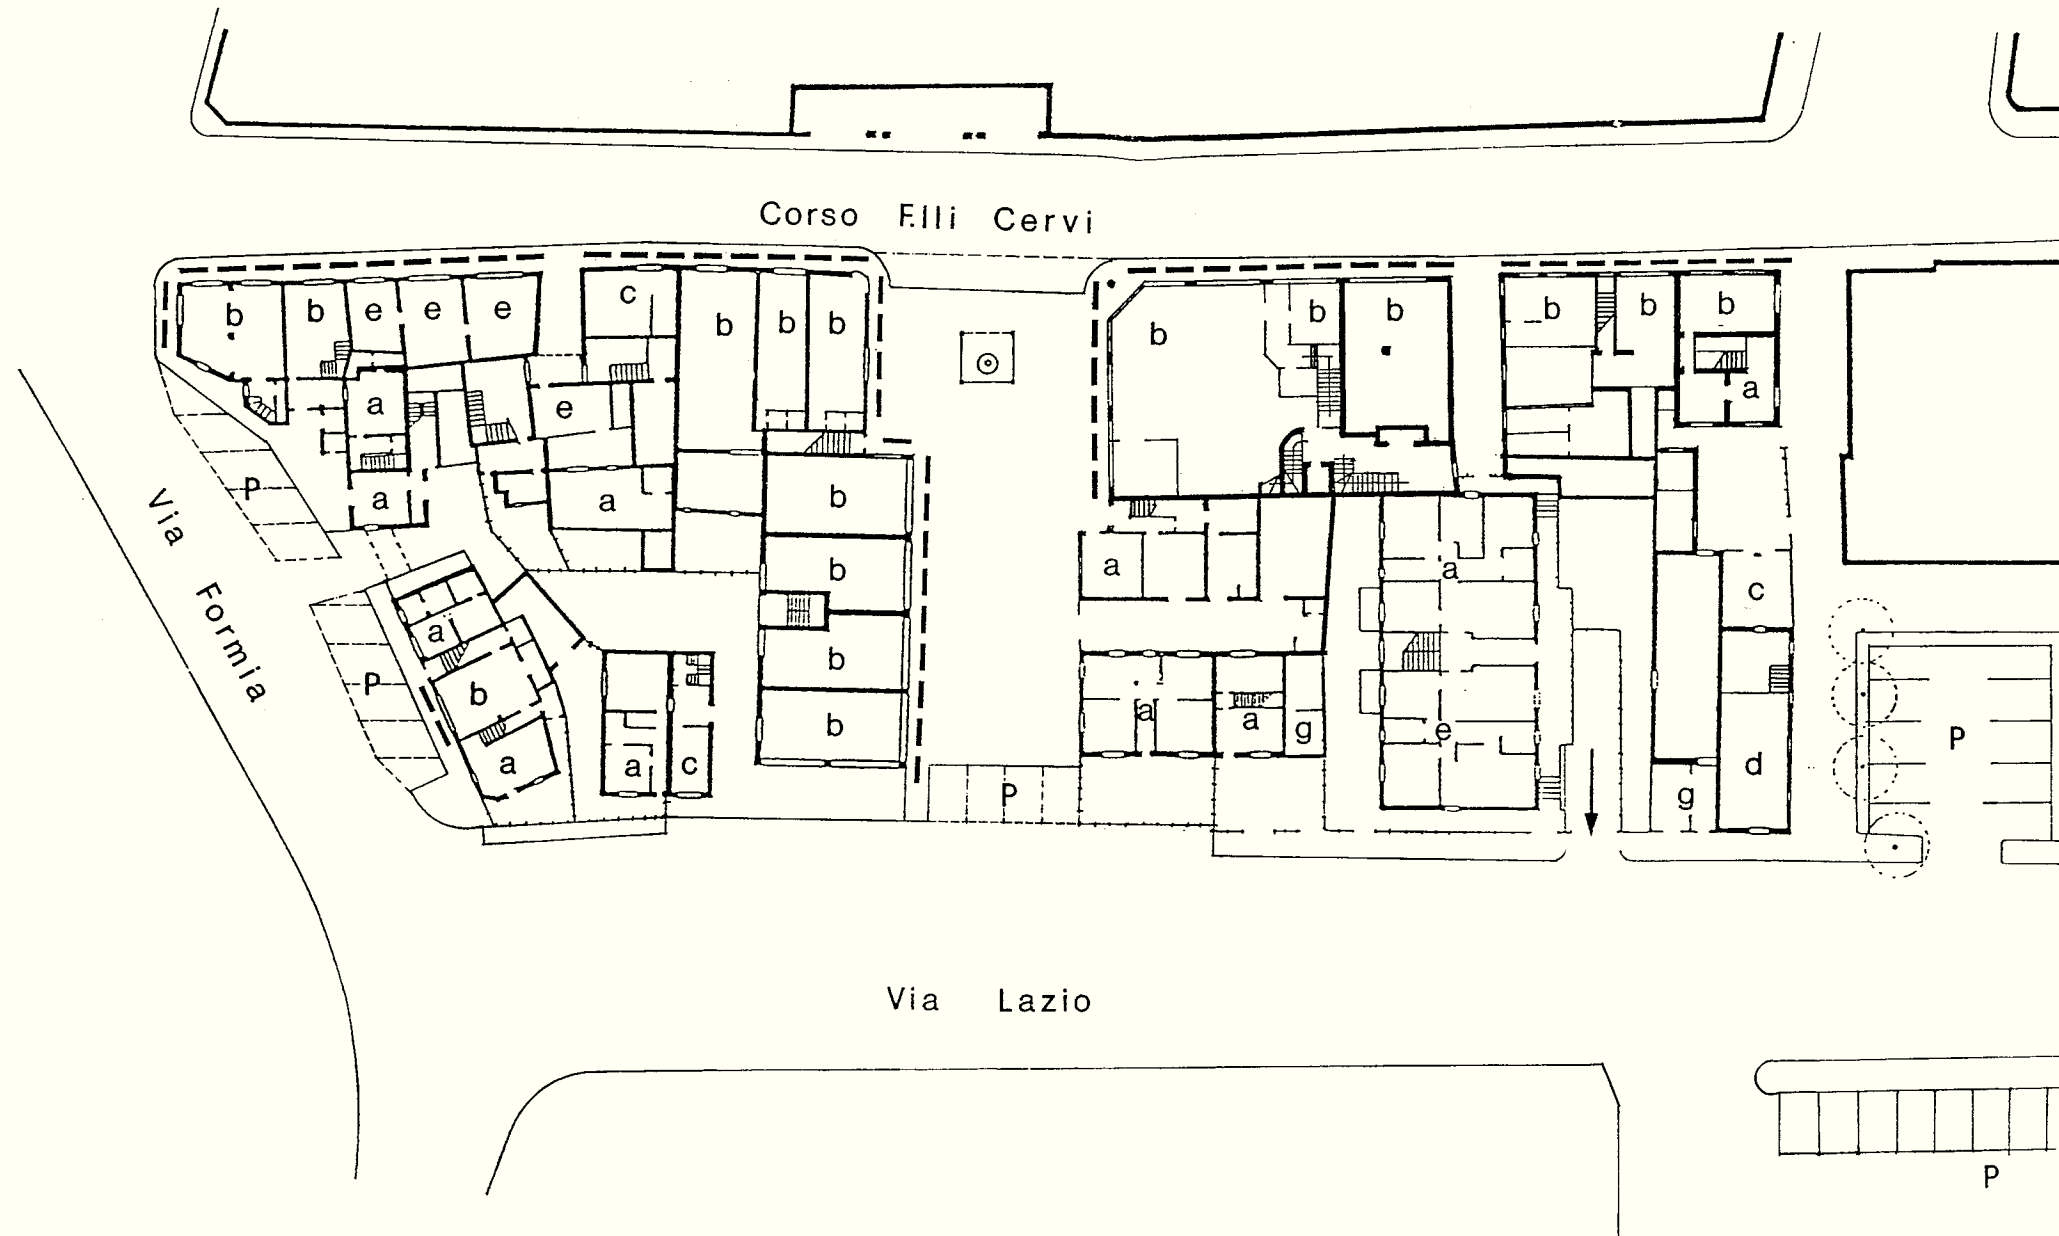 Corso F.lli Cervi
b b e e e c b b b b b b b b b
a e a
a a b
P a b a a c
Via Formia
a b a
P b b a a g e
a a c b P d g P
Via Lazio
P